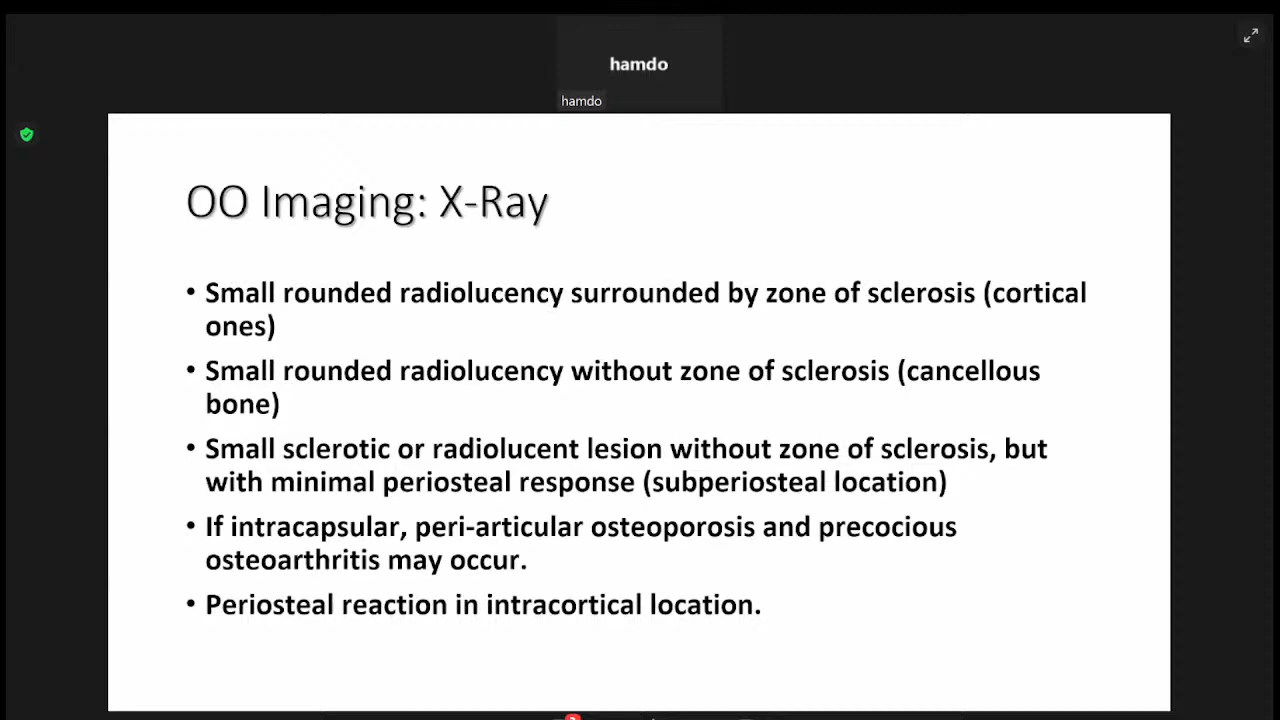 hamdo
hamdo
OO Imaging: X-Ray
• Small rounded radiolucency surrounded by zone of sclerosis (cortical
ones)
• Small rounded radiolucency without zone of sclerosis (cancellous
bone)
• Small sclerotic or radiolucent lesion without zone of sclerosis, but
with minimal periosteal response (subperiosteal location)
• If intracapsular, peri-articular osteoporosis and precocious
osteoarthritis may occur.
• Periosteal reaction in intracortical location.